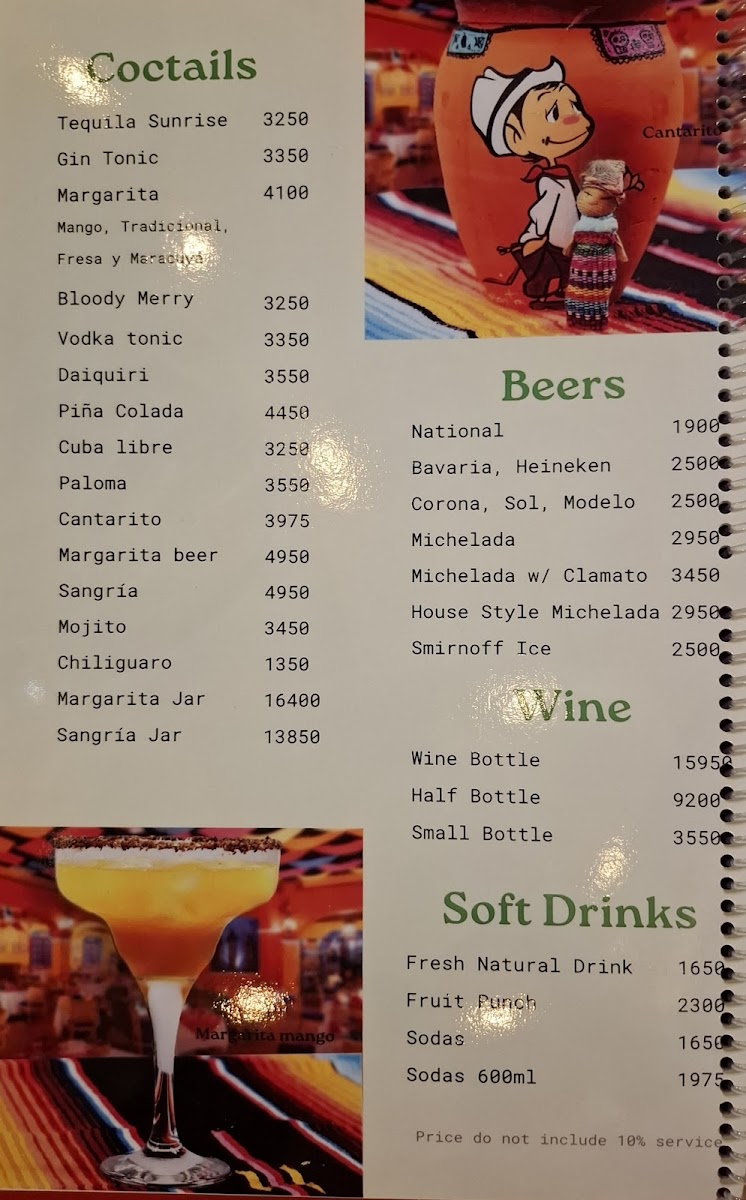 Coctails
Tequila Sunrise 3250
Gin Tonic 3350
Margarita 4100
Mango, Tradicional,
Fresa y Maracuyá
Bloody Merry 3250
Vodka tonic 3350
Daiquiri 3550
Piña Colada 4450
Cuba libre 3250
Paloma 3550
Cantarito 3975
Margarita beer 4950
Sangría 4950
Mojito 3450
Chiliguaro 1350
Margarita Jar 16400
Sangría Jar 13850
Margarita mango
Cantarito
Beers
National 1900
Bavaria, Heineken 2500
Corona, Sol, Modelo 2500
Michelada 2950
Michelada w/ Clamato 3450
House Style Michelada 2950
Smirnoff Ice 2500
Wine
Wine Bottle 15950
Half Bottle 9200
Small Bottle 3550
Soft Drinks
Fresh Natural Drink 1650
Fruit Punch 2300
Sodas 1650
Sodas 600ml 1975
Price do not include 10% service